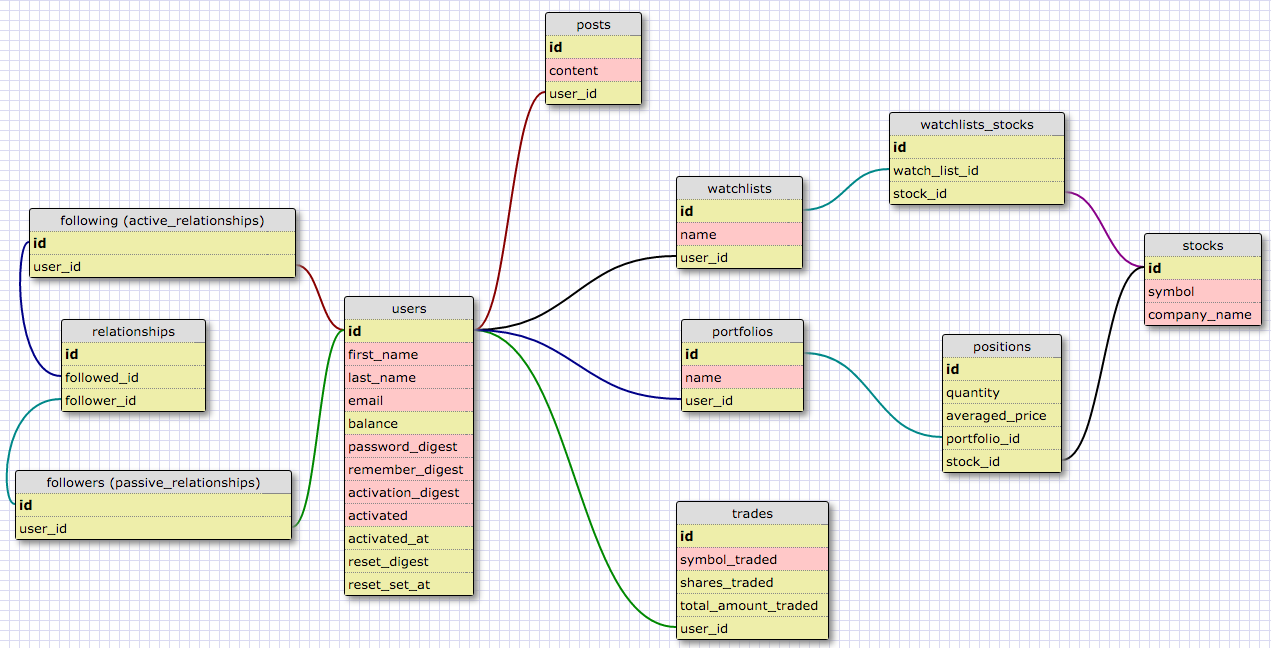 posts
id
content
user_id
watchlists_stocks
id
watch_list_id
stock_id
watchlists
id
name
user_id
following (active_relationships)
id
user_id
stocks
id
symbol
company_name
users
id
first_name
last_name
email
balance
password_digest
remember_digest
activation_digest
activated
activated_at
reset_digest
reset_set_at
relationships
id
followed_id
follower_id
portfolios
id
name
user_id
positions
id
quantity
averaged_price
portfolio_id
stock_id
followers (passive_relationships)
id
user_id
trades
id
symbol_traded
shares_traded
total_amount_traded
user_id